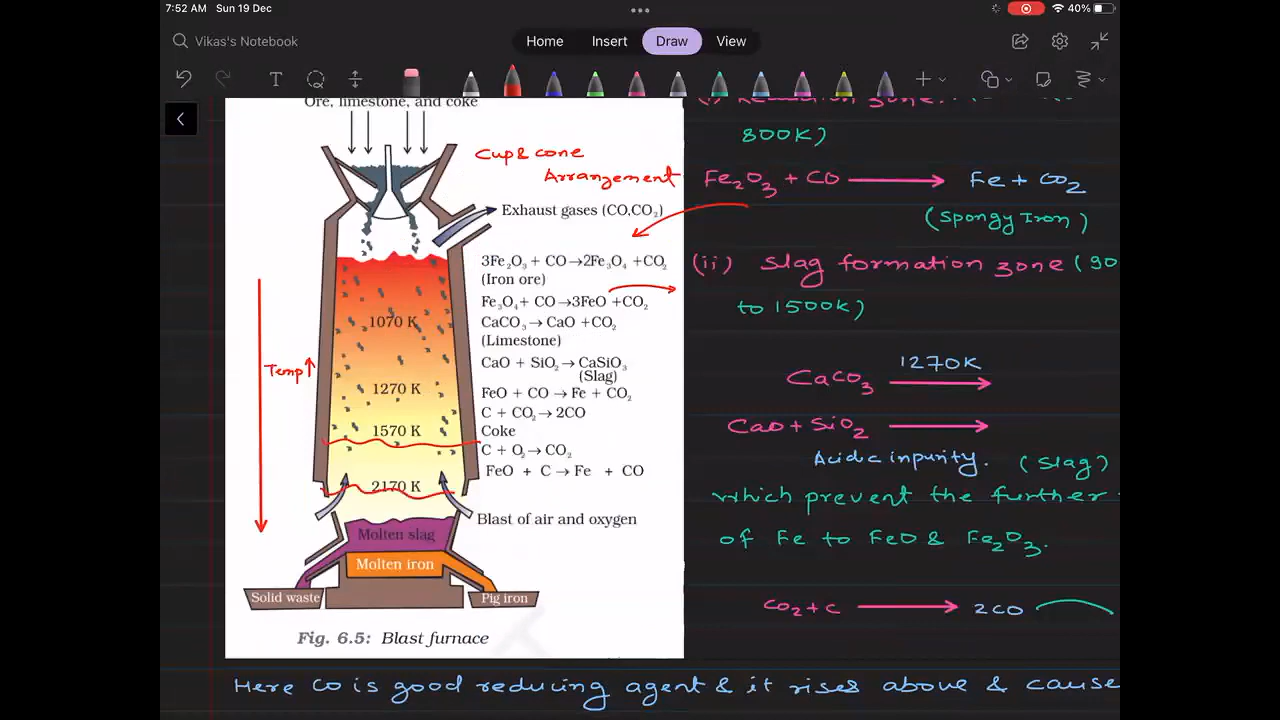 7:52 AM Sun 19 Dec
40%
Vikas's Notebook
Home Insert Draw View
Ore, limestone, and coke
Cup & cone
Arrangement
Exhaust gases (CO,CO₂)
3Fe₂O₃ + CO→2Fe₃O₄ +CO₂
(Iron ore)
Fe₃O₄+ CO→3FeO +CO₂
CaCO₃→ CaO +CO₂
(Limestone)
CaO + SiO₂→CaSiO₃
(Slag)
FeO + CO → Fe + CO₂
C + CO₂→ 2CO
Coke
C + O₂→ CO₂
FeO + C → Fe + CO
Blast of air and oxygen
1070 K
Temp↑
1270 K
1570 K
2170 K
Molten slag
Molten iron
Solid waste
Pig iron
Fig. 6.5: Blast furnace
800K)
Fe₂O₃ + CO ⟶ Fe + CO₂
(Spongy Iron)
(ii) Slag formation zone (90
to 1500K)
1270K
CaCO₃ ⟶
CaO + SiO₂ ⟶
Acidic inpurity. (Slag)
which prevent the further
of Fe to FeO & Fe₂O₃.
CO₂ + C ⟶ 2CO
Here CO is good reducing agent & it rises above & cause